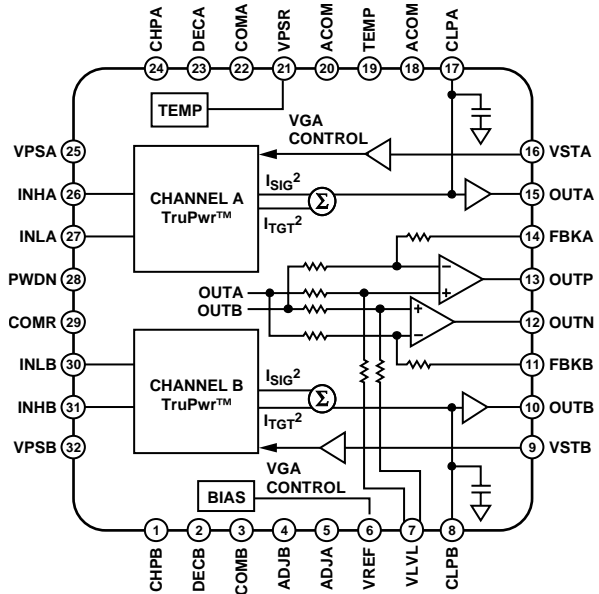 CHPA
DECA
COMA
VPSR
ACOM
TEMP
ACOM
CLPA
24
23
22
21
20
19
18
17
TEMP
VGA
CONTROL
VPSA 25
16 VSTA
INHA 26
CHANNEL A
TruPwr™
I_SIG²
Σ
15 OUTA
INLA 27
I_TGT²
14 FBKA
PWDN 28
OUTA
OUTB
−
+
13 OUTP
COMR 29
+
−
12 OUTN
INLB 30
11 FBKB
CHANNEL B
TruPwr™
I_SIG²
Σ
INHB 31
I_TGT²
10 OUTB
VPSB 32
9 VSTB
VGA
CONTROL
BIAS
1
2
3
4
5
6
7
8
CHPB
DECB
COMB
ADJB
ADJA
VREF
VLVL
CLPB